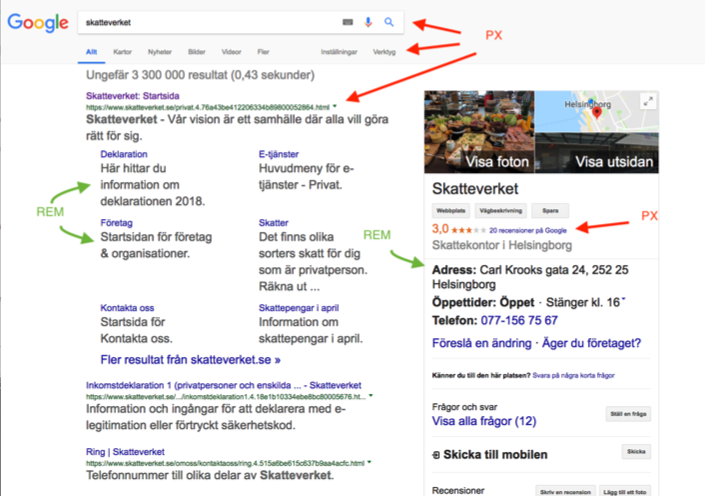 Google
skatteverket
PX
Allt Kartor Nyheter Bilder Videor Fler Inställningar Verktyg
Ungefär 3 300 000 resultat (0,43 sekunder)
Skatteverket: Startsida
https://www.skatteverket.se/privat.4.76a43be412206334b89800052864.html
Skatteverket - Vår vision är ett samhälle där alla vill göra
rätt för sig.
Deklaration
Här hittar du
information om
deklarationen 2018.
E-tjänster
Huvudmeny för e-
tjänster - Privat.
REM
Företag
Startsidan för företag
& organisationer.
Skatter
Det finns olika
sorters skatt för dig
som är privatperson.
Räkna ut ...
Kontakta oss
Startsida för
Kontakta oss.
Skattepengar i april
Information om
skattepengar i april.
Fler resultat från skatteverket.se »
Inkomstdeklaration 1 (privatpersoner och enskilda ... - Skatteverket
https://www.skatteverket.se/.../inkomstdeklaration1.4.18e1b10334ebe8bc80005676.ht...
Information och ingångar för att deklarera med e-
legitimation eller förtryckt säkerhetskod.
Ring | Skatteverket
https://www.skatteverket.se/omoss/kontaktaoss/ring.4.515a6be615c637b9aa4acfc.html
Telefonnummer till olika delar av Skatteverket.
Helsingborg
Visa foton
Visa utsidan
Skatteverket
Webbplats Vägbeskrivning Spara
PX
3,0 20 recensioner på Google
Skattekontor i Helsingborg
REM
Adress: Carl Krooks gata 24, 252 25
Helsingborg
Öppettider: Öppet · Stänger kl. 16
Telefon: 077-156 75 67
Föreslå en ändring · Äger du företaget?
Känner du till den här platsen? Svara på några korta frågor
Frågor och svar
Visa alla frågor (12)
Ställ en fråga
Skicka till mobilen
Skicka
Recensioner
Skriv en recension Lägg till ett foto